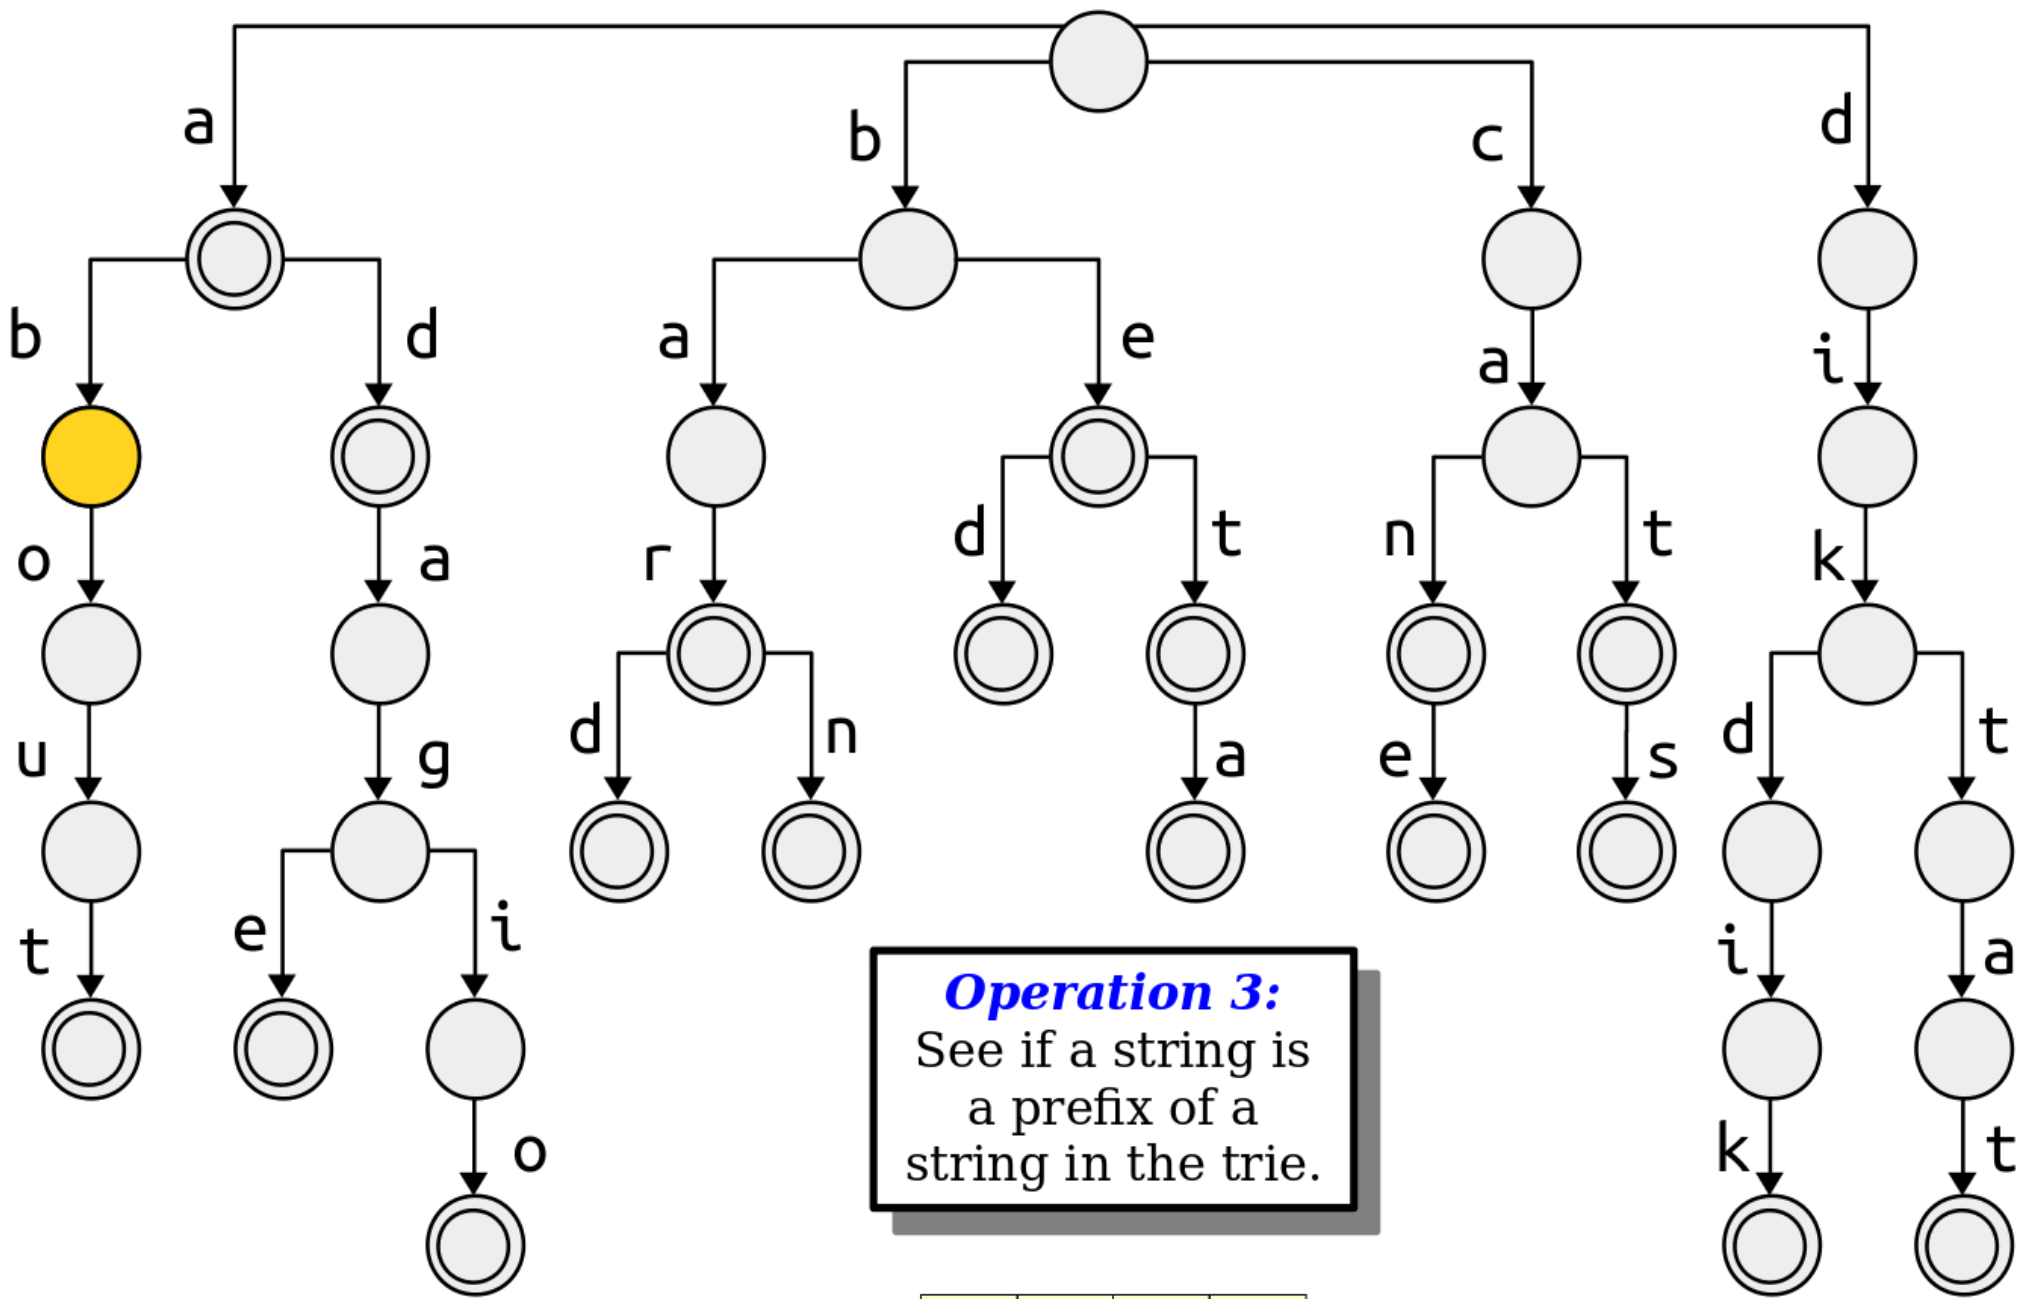 a
b
c
d
b
d
a
e
a
i
o
a
r
d
t
n
t
k
u
g
d
n
a
e
s
d
t
t
e
i
i
a
o
k
t
Operation 3:
See if a string is
a prefix of a
string in the trie.